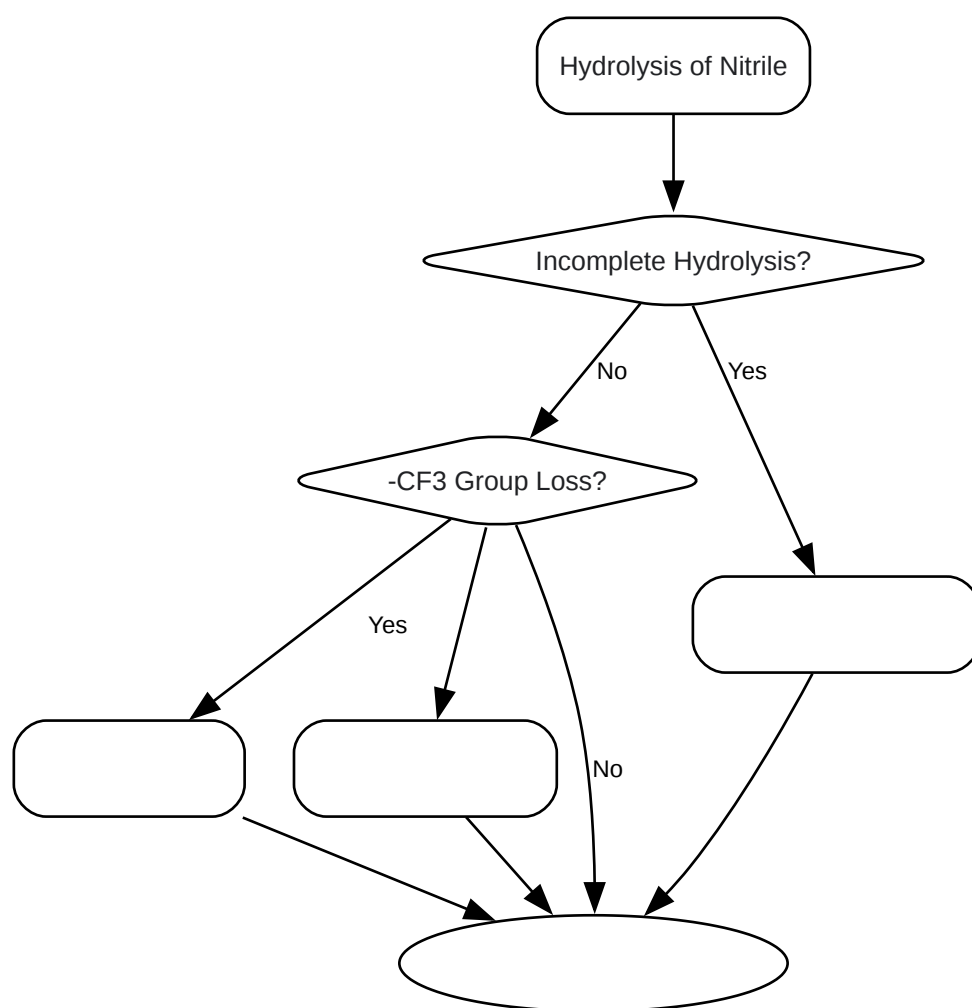 Hydrolysis of Nitrile
Incomplete Hydrolysis?
No
Yes
-CF3 Group Loss?
Yes
No